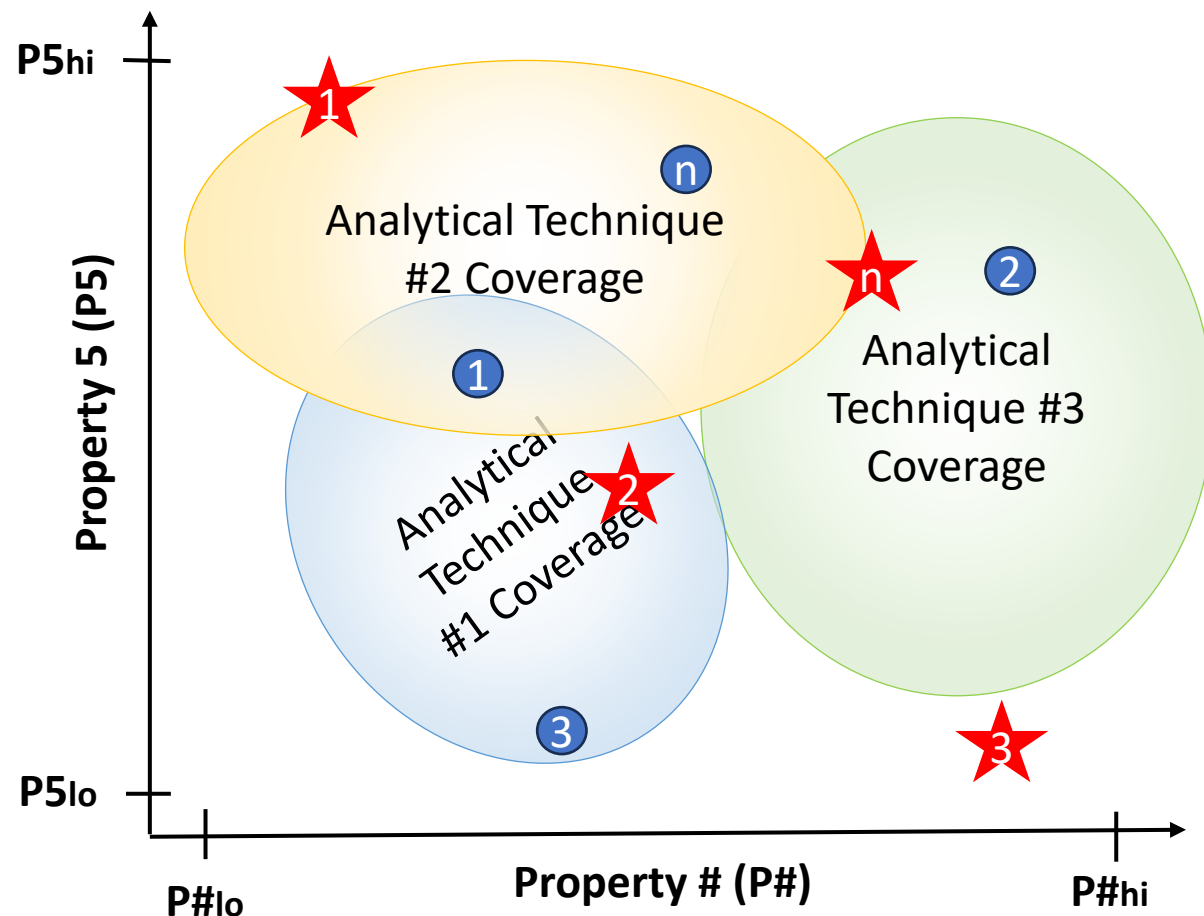 P5hi
1
n
Analytical Technique
#2 Coverage
n
2
Property 5 (P5)
1
Analytical
Technique #3
Coverage
Analytical
Technique
#1 Coverage
2
3
3
P5lo
P#lo
Property # (P#)
P#hi